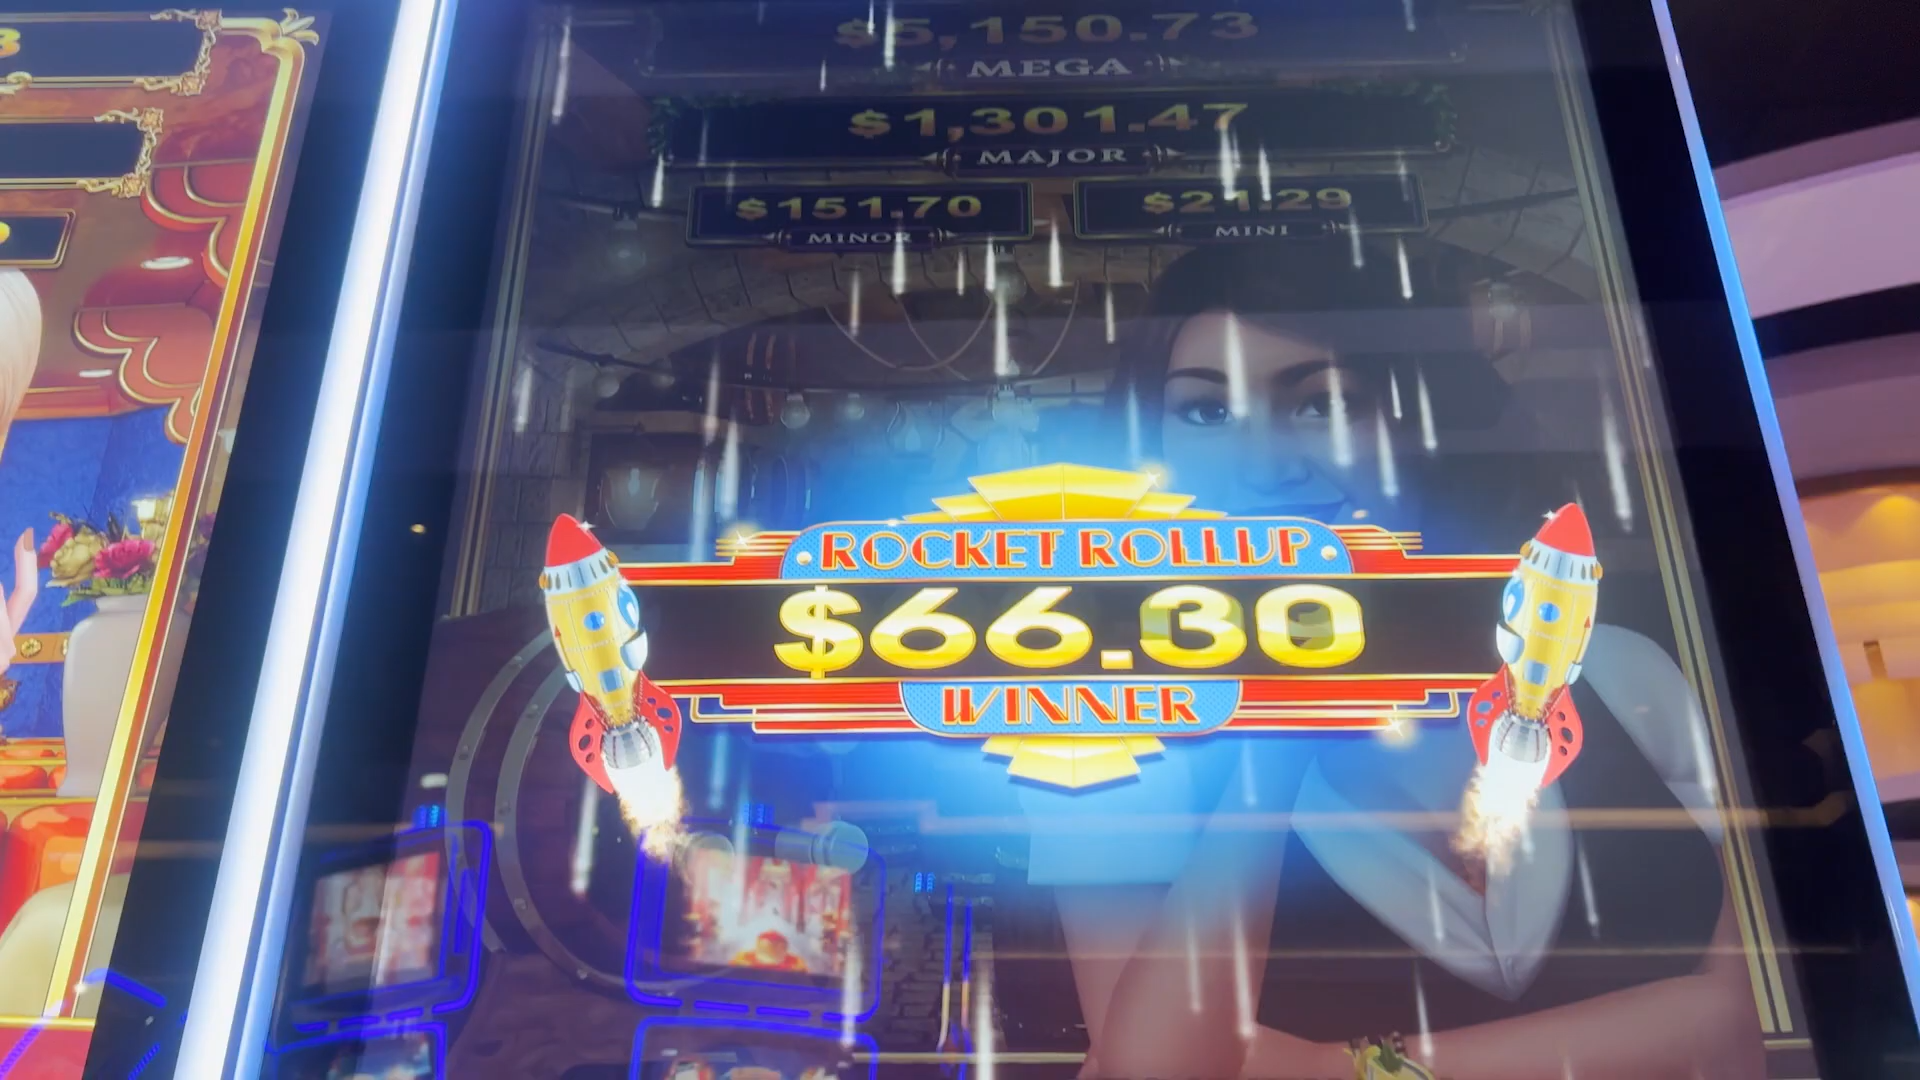 $5,150.73
MEGA
$1,301.47
MAJOR
$151.70
MINOR
$21.29
MINI
ROCKET ROLLUP
$66.30
WINNER